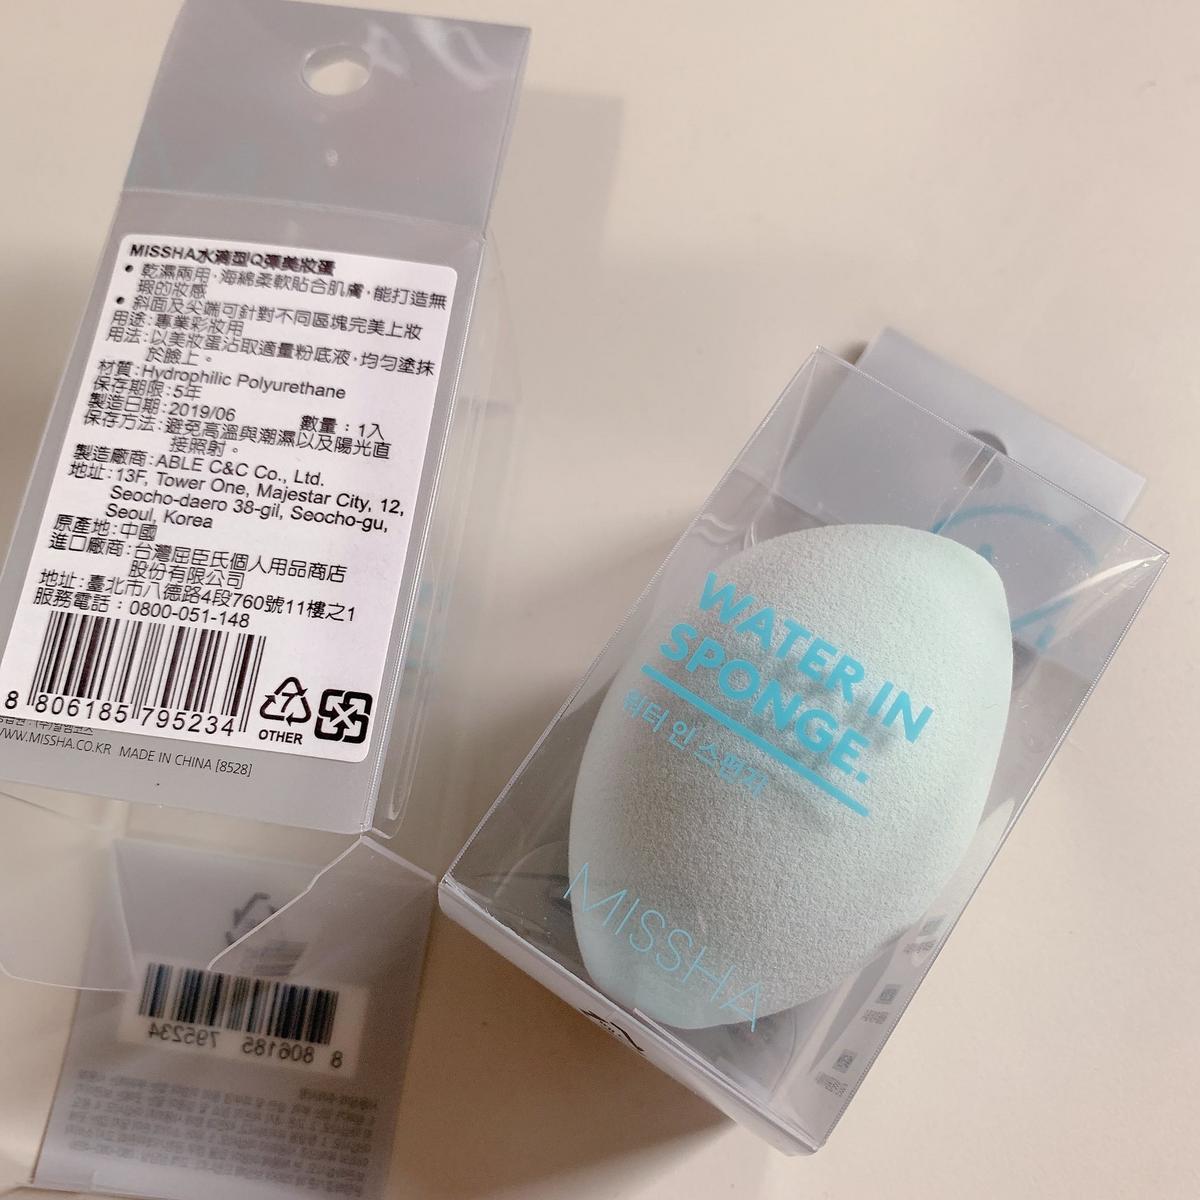 MISSHA水滴型Q彈美妝蛋
• 乾濕兩用，海綿柔軟貼合肌膚，能打造無
瑕的妝感
• 斜面及尖端可針對不同區塊完美上妝
用途：專業彩妝用
用法：以美妝蛋沾取適量粉底液，均勻塗抹
於臉上。
材質：Hydrophilic Polyurethane
保存期限：5年
製造日期：2019/06 數量：1入
保存方法：避免高溫與潮濕以及陽光直
接照射。
製造廠商：ABLE C&C Co., Ltd.
地址：13F, Tower One, Majestar City, 12,
Seocho-daero 38-gil, Seocho-gu,
Seoul, Korea
原產地：中國
進口廠商：台灣屈臣氏個人用品商店
股份有限公司
地址：臺北市八德路4段760號11樓之1
服務電話：0800-051-148
8 806185 795234
OTHER
WWW.MISSHA.CO.KR MADE IN CHINA [8528]
WATER IN
SPONGE.
워터 인 스펀지
MISSHA
8 806185 795234